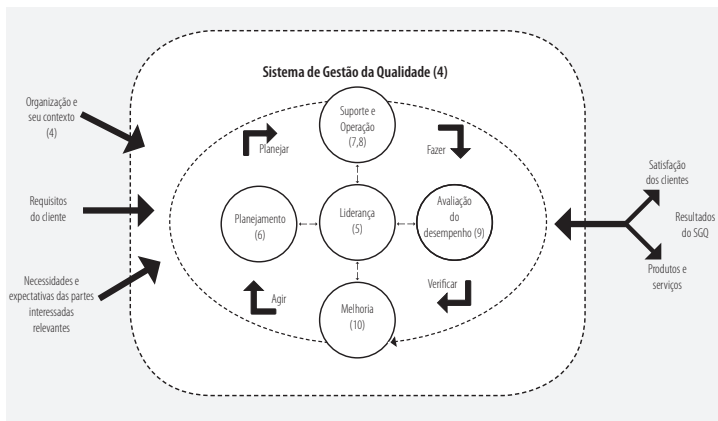 Sistema de Gestão da Qualidade (4)
Organização e
seu contexto
(4)
Requisitos
do cliente
Necessidades e
expectativas das partes
interessadas
relevantes
Suporte e
Operação
(7,8)
Planejar
Fazer
Planejamento
(6)
Liderança
(5)
Avaliação
do
desempenho (9)
Agir
Verificar
Melhoria
(10)
Satisfação
dos clientes
Resultados
do SGQ
Produtos e
serviços